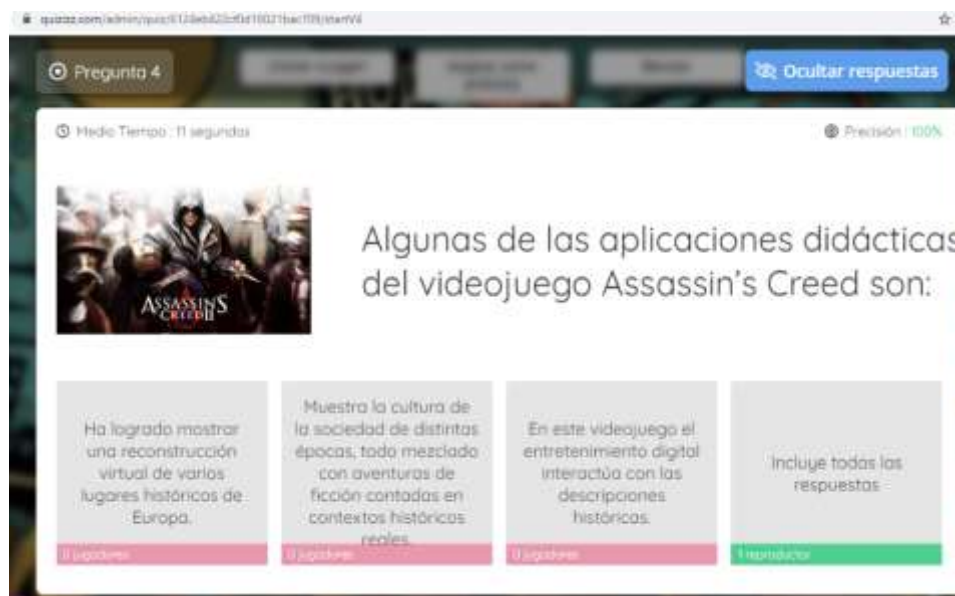 Pregunta 4
Ocultar respuestas
Medio Tiempo : 11 segundos
Precisión : 100%
ASSASSIN'S
CREED II
Algunas de las aplicaciones didácticas
del videojuego Assassin's Creed son:
Ha logrado mostrar
una reconstrucción
virtual de varios
lugares históricos de
Europa.
0 jugadores
Muestra la cultura de
la sociedad de distintas
épocas, todo mezclado
con aventuras de
ficción contadas en
contextos históricos
reales.
0 jugadores
En este videojuego el
entretenimiento digital
interactúa con las
descripciones
históricas.
0 jugadores
Incluye todas las
respuestas
1 reproductor